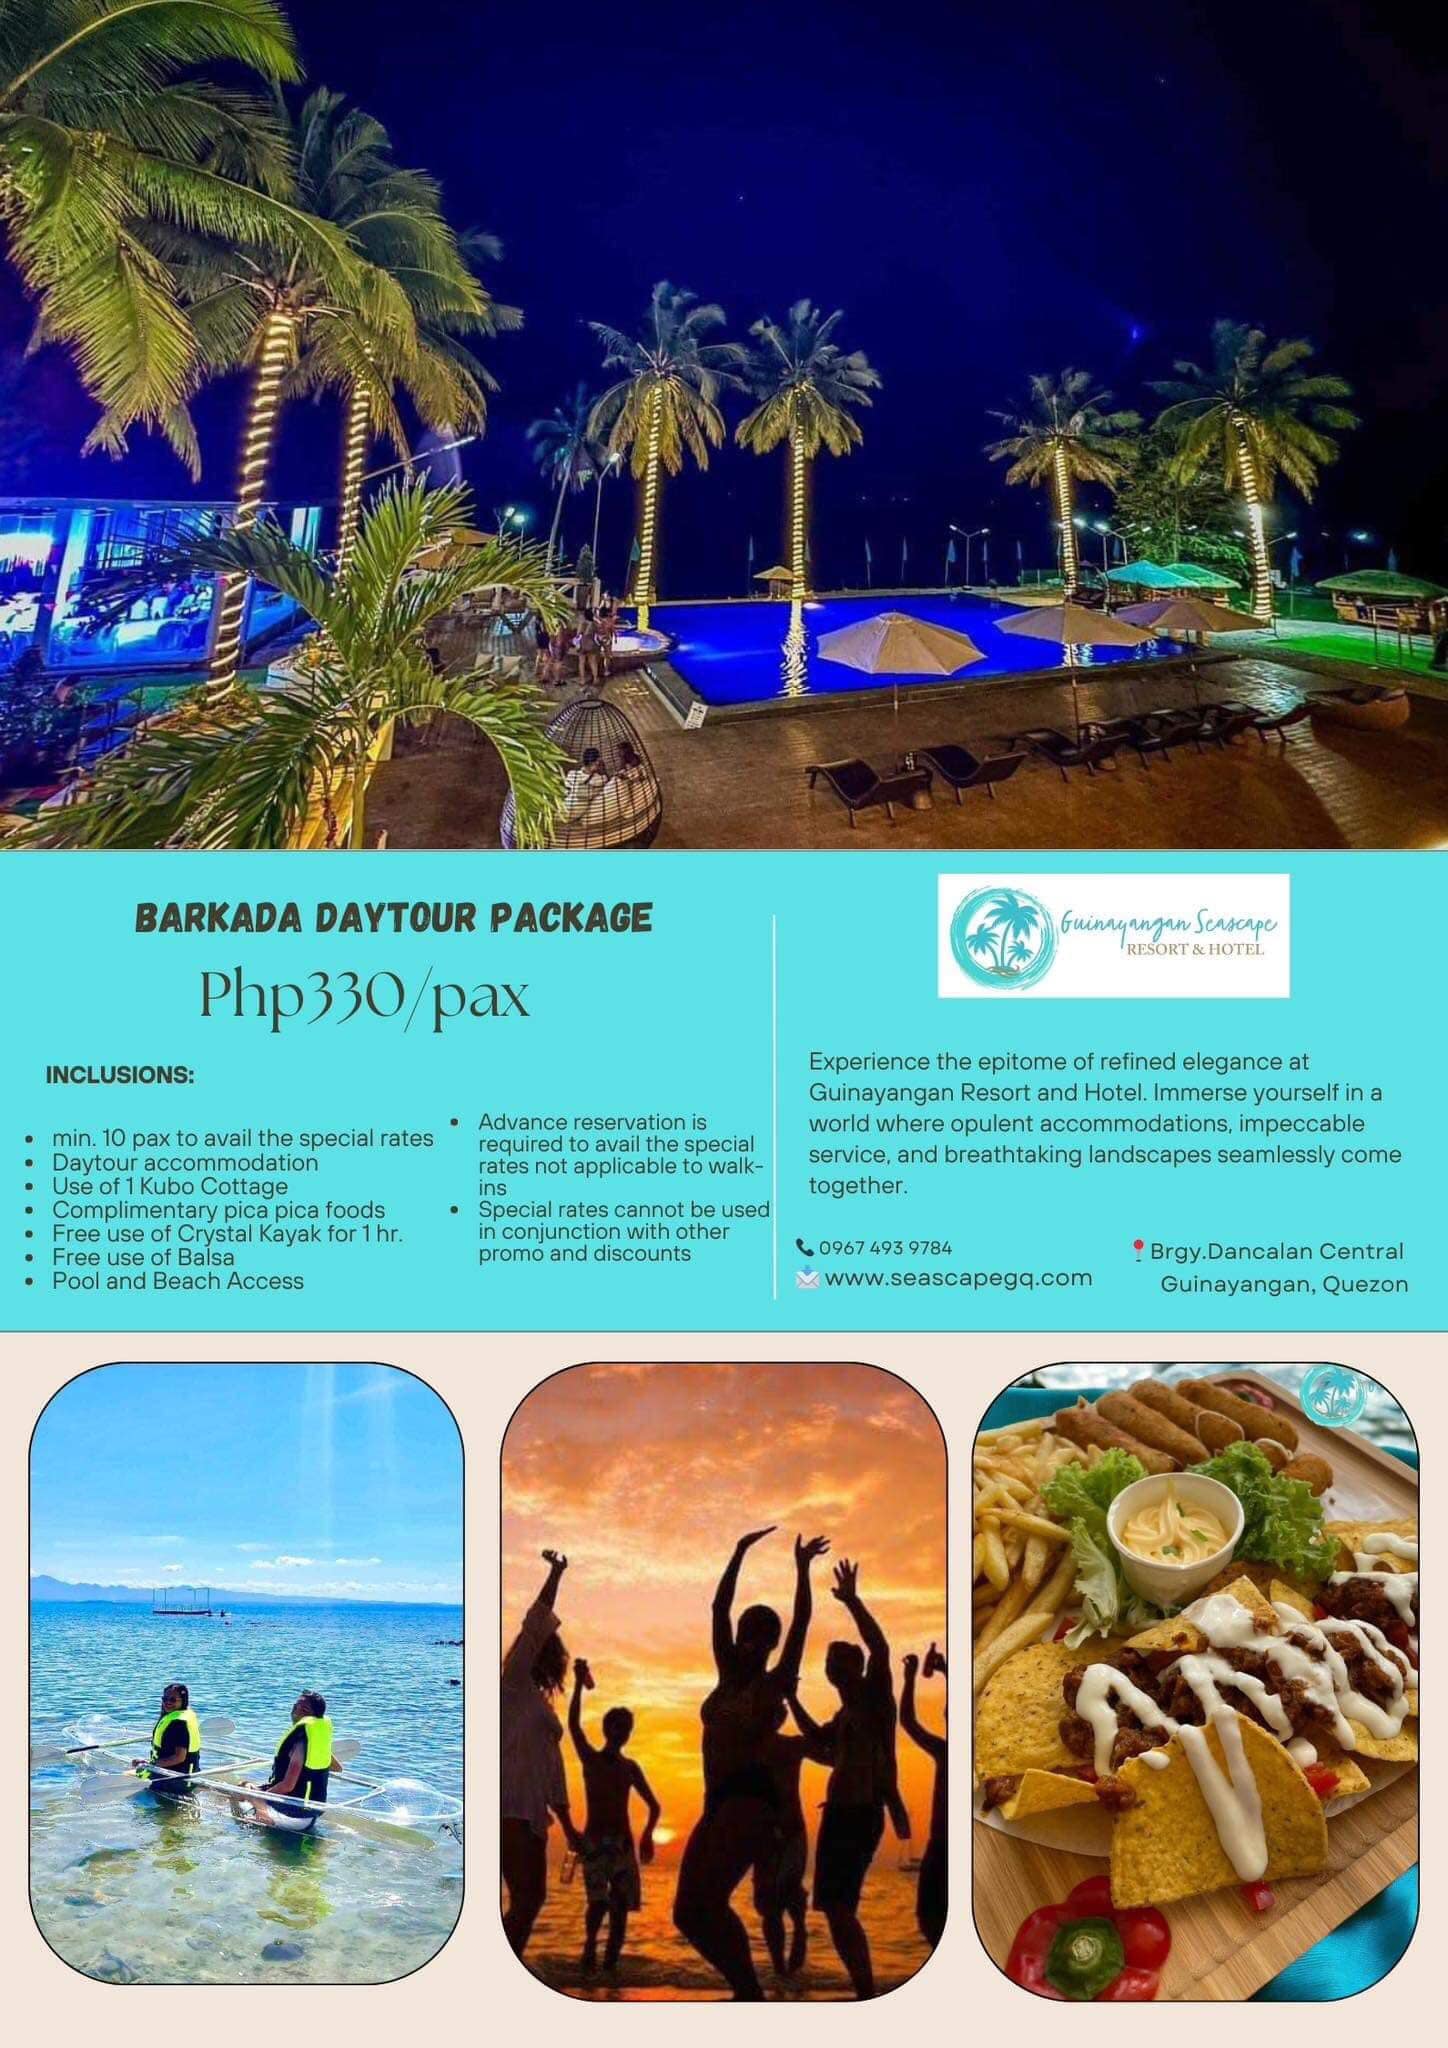 BARKADA DAYTOUR PACKAGE
Php330/pax
INCLUSIONS:
• min. 10 pax to avail the special rates
• Daytour accommodation
• Use of 1 Kubo Cottage
• Complimentary pica pica foods
• Free use of Crystal Kayak for 1 hr.
• Free use of Balsa
• Pool and Beach Access
• Advance reservation is
required to avail the special
rates not applicable to walk-
ins
• Special rates cannot be used
in conjunction with other
promo and discounts
Guinayangan Seascape
RESORT & HOTEL
Experience the epitome of refined elegance at
Guinayangan Resort and Hotel. Immerse yourself in a
world where opulent accommodations, impeccable
service, and breathtaking landscapes seamlessly come
together.
0967 493 9784
www.seascapegq.com
Brgy.Dancalan Central
Guinayangan, Quezon